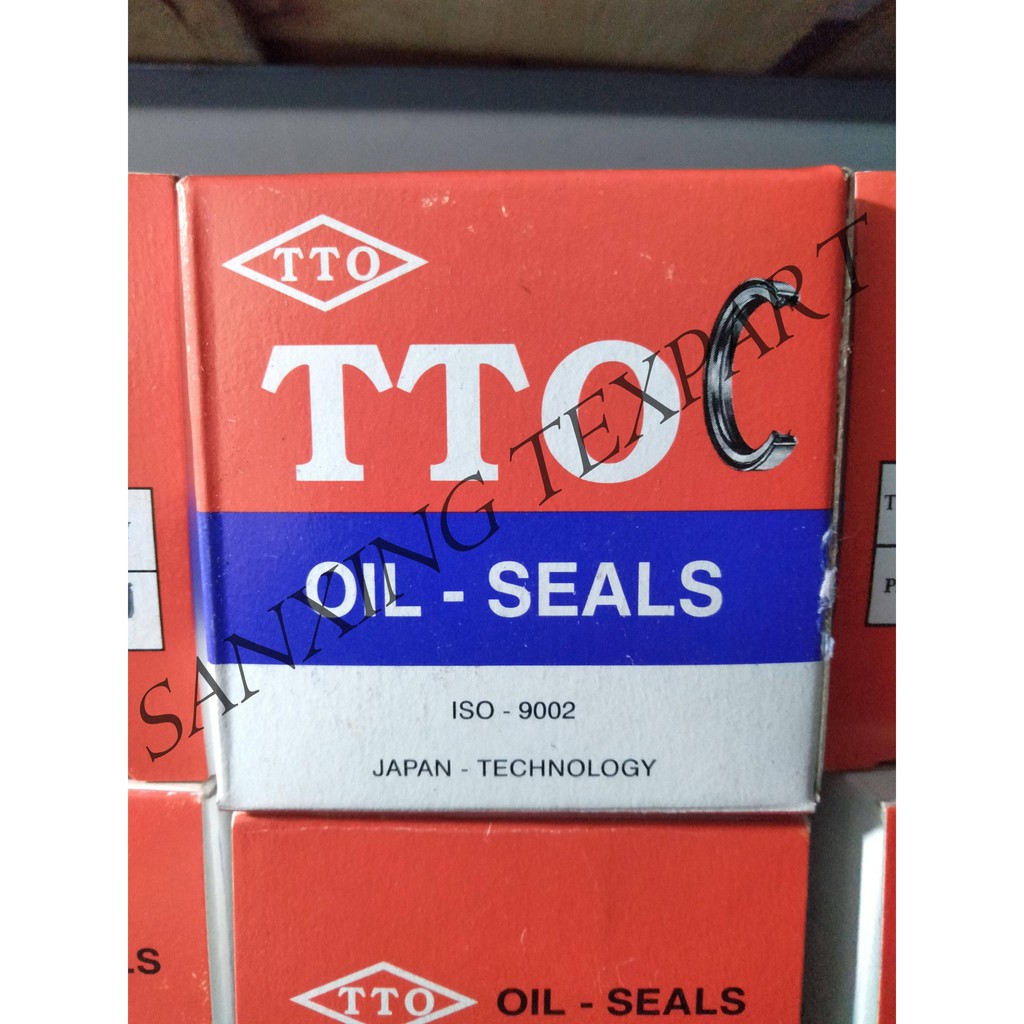 TTO
TTO
OIL - SEALS
ISO - 9002
JAPAN - TECHNOLOGY
SANXING TEXPART
LS
T
P
TTO OIL - SEALS